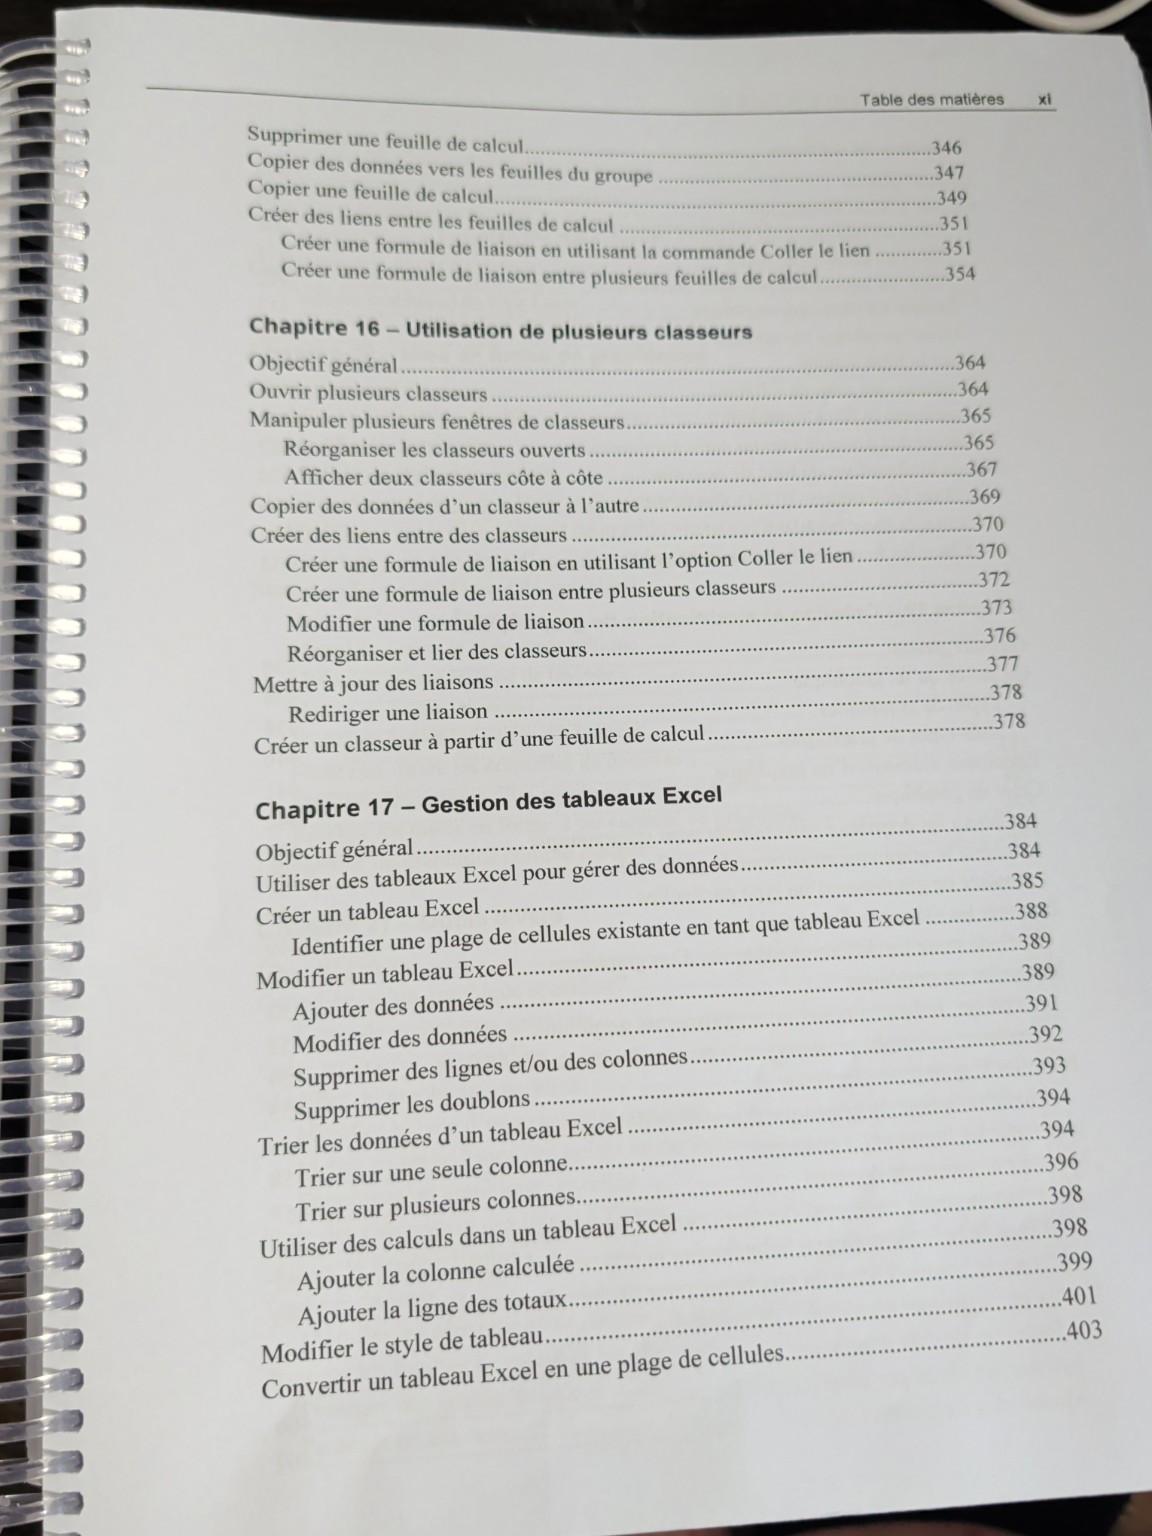 Table des matières xi
Supprimer une feuille de calcul....................346
Copier des données vers les feuilles du groupe....................347
Copier une feuille de calcul....................349
Créer des liens entre les feuilles de calcul....................351
Créer une formule de liaison en utilisant la commande Coller le lien....................351
Créer une formule de liaison entre plusieurs feuilles de calcul....................354
Chapitre 16 – Utilisation de plusieurs classeurs
Objectif général....................364
Ouvrir plusieurs classeurs....................364
Manipuler plusieurs fenêtres de classeurs....................365
Réorganiser les classeurs ouverts....................365
Afficher deux classeurs côte à côte....................367
Copier des données d'un classeur à l'autre....................369
Créer des liens entre des classeurs....................370
Créer une formule de liaison en utilisant l'option Coller le lien....................370
Créer une formule de liaison entre plusieurs classeurs....................372
Modifier une formule de liaison....................373
Réorganiser et lier des classeurs....................376
Mettre à jour des liaisons....................377
Rediriger une liaison....................378
Créer un classeur à partir d'une feuille de calcul....................378
Chapitre 17 – Gestion des tableaux Excel
Objectif général....................384
Utiliser des tableaux Excel pour gérer des données....................384
Créer un tableau Excel....................385
Identifier une plage de cellules existante en tant que tableau Excel....................388
Modifier un tableau Excel....................389
Ajouter des données....................389
Modifier des données....................391
Supprimer des lignes et/ou des colonnes....................392
Supprimer les doublons....................393
Trier les données d'un tableau Excel....................394
Trier sur une seule colonne....................394
Trier sur plusieurs colonnes....................396
Utiliser des calculs dans un tableau Excel....................398
Ajouter la colonne calculée....................398
Ajouter la ligne des totaux....................399
Modifier le style de tableau....................401
Convertir un tableau Excel en une plage de cellules....................403